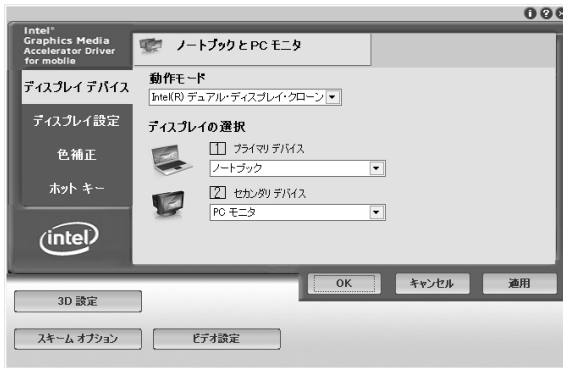 Intel®
Graphics Media
Accelerator Driver
for mobile
ノートブックとPCモニタ
ディスプレイ デバイス
ディスプレイ設定
色補正
ホット キー
intel
動作モード
Intel(R) デュアル・ディスプレイ・クローン
ディスプレイの選択
1 プライマリ デバイス
ノートブック
2 セカンダリ デバイス
PC モニタ
OK
キャンセル
適用
3D 設定
スキーム オプション
ビデオ設定